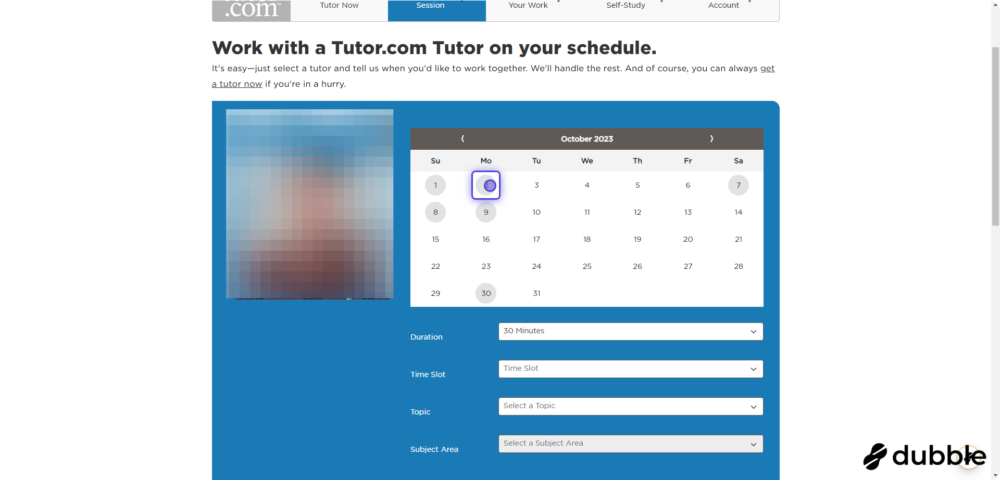 .com™
Tutor Now
Session
Your Work
Self-Study
Account
Work with a Tutor.com Tutor on your schedule.
It's easy—just select a tutor and tell us when you'd like to work together. We'll handle the rest. And of course, you can always get
a tutor now if you're in a hurry.
October 2023
Su Mo Tu We Th Fr Sa
1 2 3 4 5 6 7
8 9 10 11 12 13 14
15 16 17 18 19 20 21
22 23 24 25 26 27 28
29 30 31
Duration
30 Minutes
Time Slot
Time Slot
Topic
Select a Topic
Subject Area
Select a Subject Area
dubble